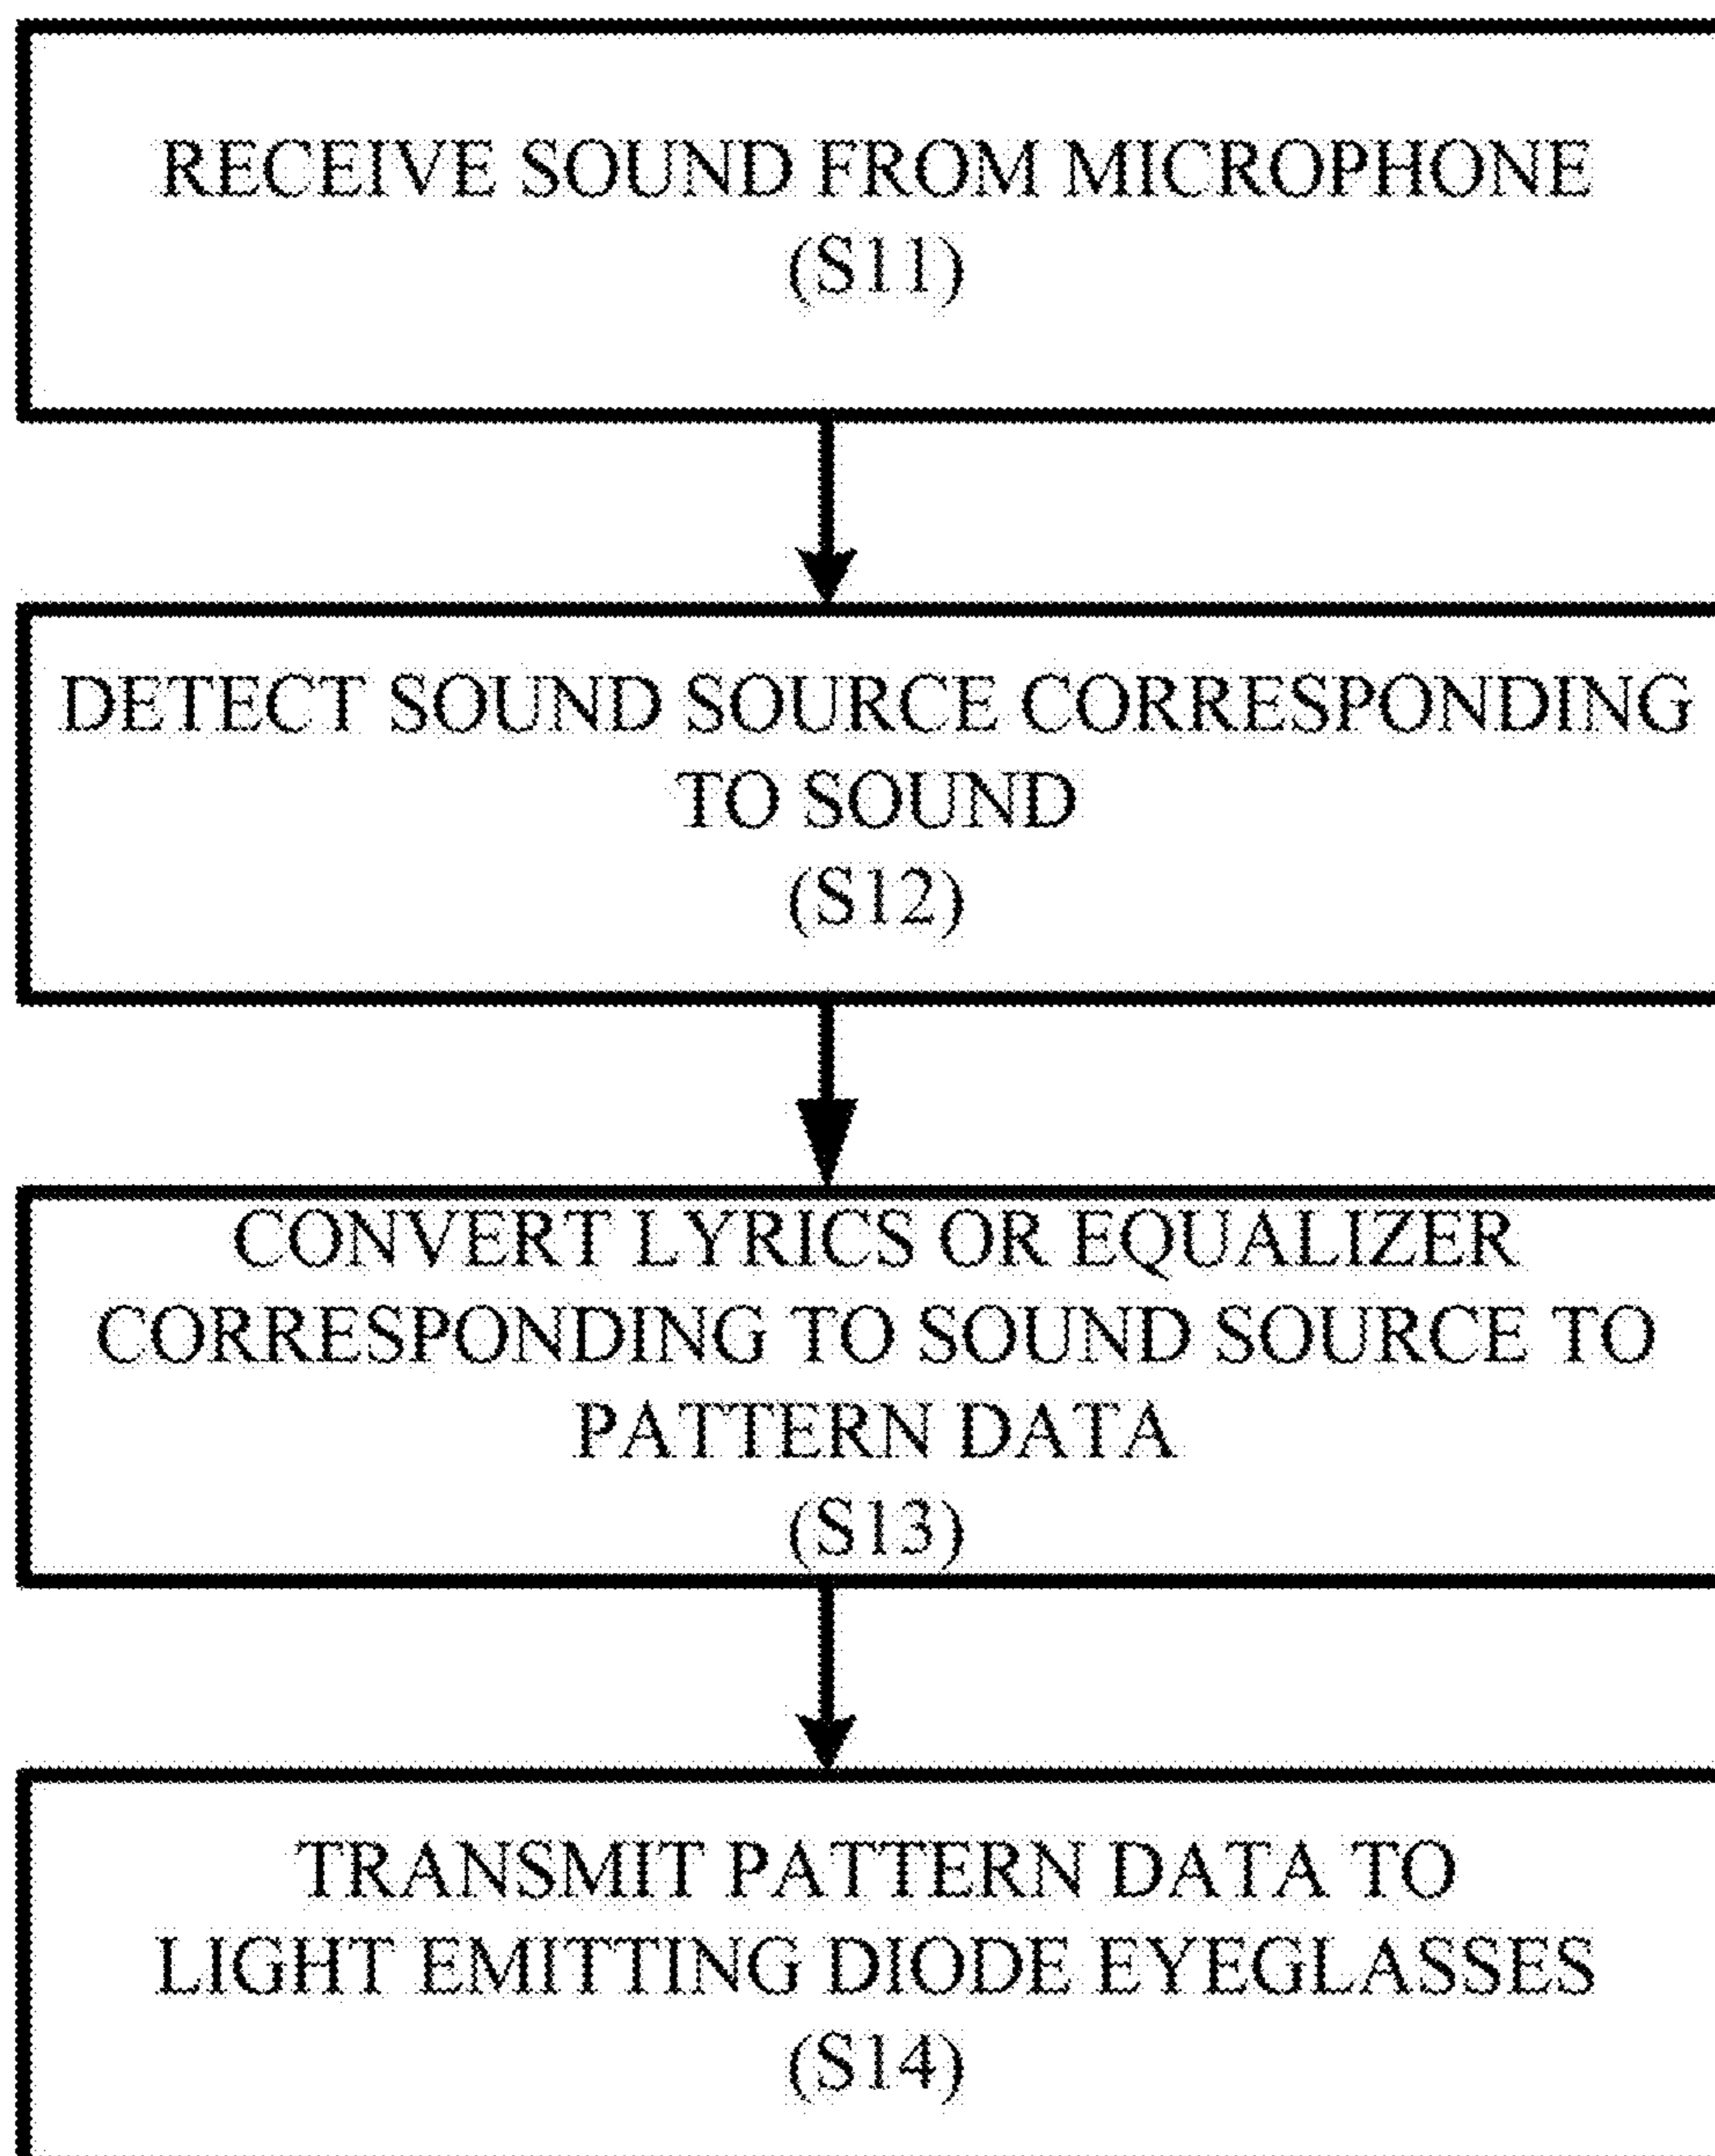 RECEIVE SOUND FROM MICROPHONE
(S11)
DETECT SOUND SOURCE CORRESPONDING
TO SOUND
(S12)
CONVERT LYRICS OR EQUALIZER
CORRESPONDING TO SOUND SOURCE TO
PATTERN DATA
(S13)
TRANSMIT PATTERN DATA TO
LIGHT EMITTING DIODE EYEGLASSES
(S14)